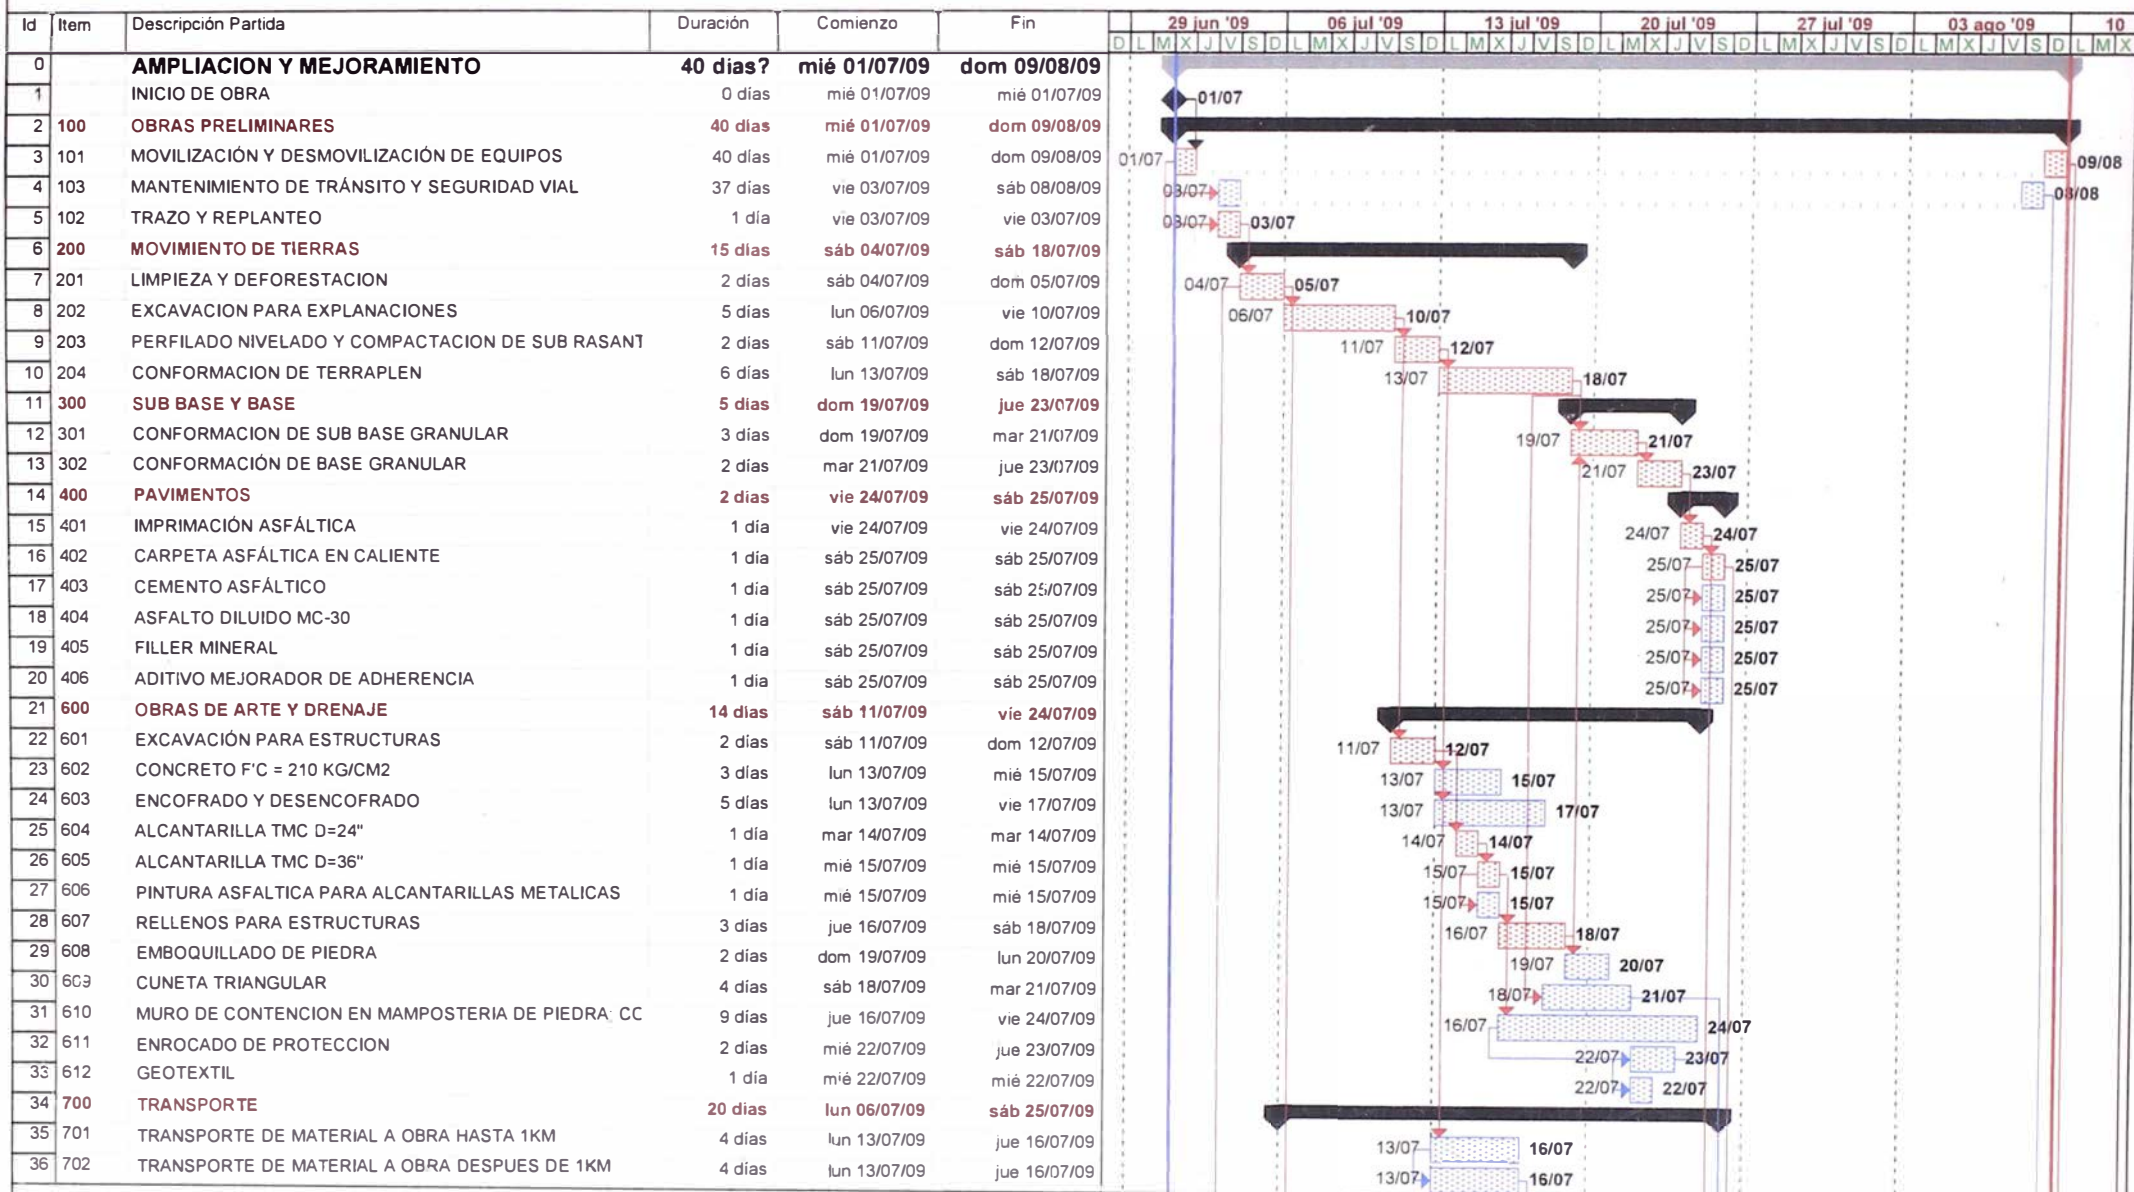 Id Item Descripción Partida Duración Comienzo Fin 29 jun '09 06 jul '09 13 jul '09 20 jul '09 27 jul '09 03 ago '09 10
D L M X J V S D L M X J V S D L M X J V S D L M X J V S D L M X J V S D L M X J V S D L M X
0 AMPLIACION Y MEJORAMIENTO 40 dias? mié 01/07/09 dom 09/08/09
1 INICIO DE OBRA 0 días mié 01/07/09 mié 01/07/09 01/07
2 100 OBRAS PRELIMINARES 40 dias mié 01/07/09 dom 09/08/09
3 101 MOVILIZACIÓN Y DESMOVILIZACIÓN DE EQUIPOS 40 días mié 01/07/09 dom 09/08/09 01/07 09/08
4 103 MANTENIMIENTO DE TRÁNSITO Y SEGURIDAD VIAL 37 días vie 03/07/09 sáb 08/08/09 03/07 08/08
5 102 TRAZO Y REPLANTEO 1 día vie 03/07/09 vie 03/07/09 03/07 03/07
6 200 MOVIMIENTO DE TIERRAS 15 días sáb 04/07/09 sáb 18/07/09
7 201 LIMPIEZA Y DEFORESTACION 2 días sáb 04/07/09 dom 05/07/09 04/07 05/07
8 202 EXCAVACION PARA EXPLANACIONES 5 días lun 06/07/09 vie 10/07/09 06/07 10/07
9 203 PERFILADO NIVELADO Y COMPACTACION DE SUB RASANT 2 días sáb 11/07/09 dom 12/07/09 11/07 12/07
10 204 CONFORMACION DE TERRAPLEN 6 días lun 13/07/09 sáb 18/07/09 13/07 18/07
11 300 SUB BASE Y BASE 5 dias dom 19/07/09 jue 23/07/09
12 301 CONFORMACION DE SUB BASE GRANULAR 3 días dom 19/07/09 mar 21/07/09 19/07 21/07
13 302 CONFORMACIÓN DE BASE GRANULAR 2 días mar 21/07/09 jue 23/07/09 21/07 23/07
14 400 PAVIMENTOS 2 dias vie 24/07/09 sáb 25/07/09
15 401 IMPRIMACIÓN ASFÁLTICA 1 día vie 24/07/09 vie 24/07/09 24/07 24/07
16 402 CARPETA ASFÁLTICA EN CALIENTE 1 día sáb 25/07/09 sáb 25/07/09 25/07 25/07
17 403 CEMENTO ASFÁLTICO 1 día sáb 25/07/09 sáb 25/07/09 25/07 25/07
18 404 ASFALTO DILUIDO MC-30 1 día sáb 25/07/09 sáb 25/07/09 25/07 25/07
19 405 FILLER MINERAL 1 día sáb 25/07/09 sáb 25/07/09 25/07 25/07
20 406 ADITIVO MEJORADOR DE ADHERENCIA 1 dia sáb 25/07/09 sáb 25/07/09 25/07 25/07
21 600 OBRAS DE ARTE Y DRENAJE 14 dias sáb 11/07/09 vie 24/07/09
22 601 EXCAVACIÓN PARA ESTRUCTURAS 2 días sáb 11/07/09 dom 12/07/09 11/07 12/07
23 602 CONCRETO F'C = 210 KG/CM2 3 días lun 13/07/09 mié 15/07/09 13/07 15/07
24 603 ENCOFRADO Y DESENCOFRADO 5 días lun 13/07/09 vie 17/07/09 13/07 17/07
25 604 ALCANTARILLA TMC D=24" 1 día mar 14/07/09 mar 14/07/09 14/07 14/07
26 605 ALCANTARILLA TMC D=36" 1 día mié 15/07/09 mié 15/07/09 15/07 15/07
27 606 PINTURA ASFALTICA PARA ALCANTARILLAS METALICAS 1 día mié 15/07/09 mié 15/07/09 15/07 15/07
28 607 RELLENOS PARA ESTRUCTURAS 3 días jue 16/07/09 sáb 18/07/09 16/07 18/07
29 608 EMBOQUILLADO DE PIEDRA 2 días dom 19/07/09 lun 20/07/09 19/07 20/07
30 609 CUNETA TRIANGULAR 4 días sáb 18/07/09 mar 21/07/09 18/07 21/07
31 610 MURO DE CONTENCION EN MAMPOSTERIA DE PIEDRA: CC 9 días jue 16/07/09 vie 24/07/09 16/07 24/07
32 611 ENROCADO DE PROTECCION 2 días mié 22/07/09 jue 23/07/09 22/07 23/07
33 612 GEOTEXTIL 1 día mié 22/07/09 mié 22/07/09 22/07 22/07
34 700 TRANSPORTE 20 dias lun 06/07/09 sáb 25/07/09
35 701 TRANSPORTE DE MATERIAL A OBRA HASTA 1KM 4 días lun 13/07/09 jue 16/07/09 13/07 16/07
36 702 TRANSPORTE DE MATERIAL A OBRA DESPUES DE 1KM 4 días lun 13/07/09 jue 16/07/09 13/07 16/07